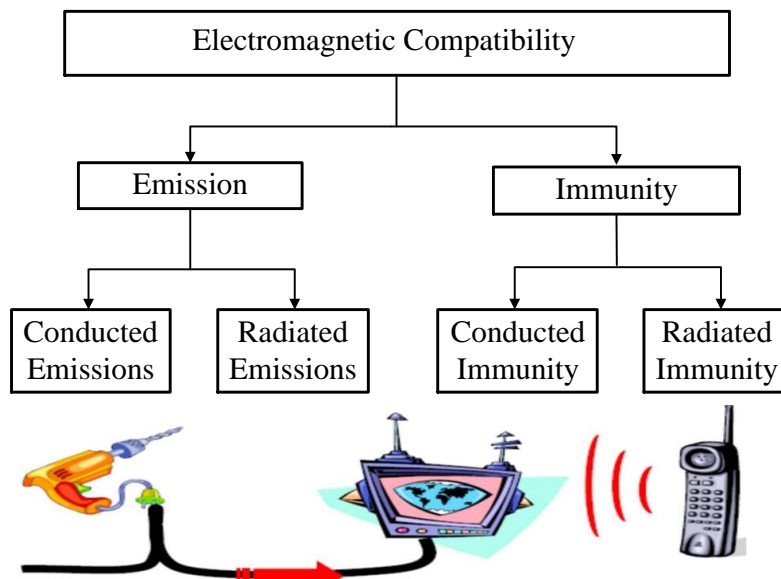 Electromagnetic Compatibility
Emission
Immunity
Conducted
Emissions
Radiated
Emissions
Conducted
Immunity
Radiated
Immunity